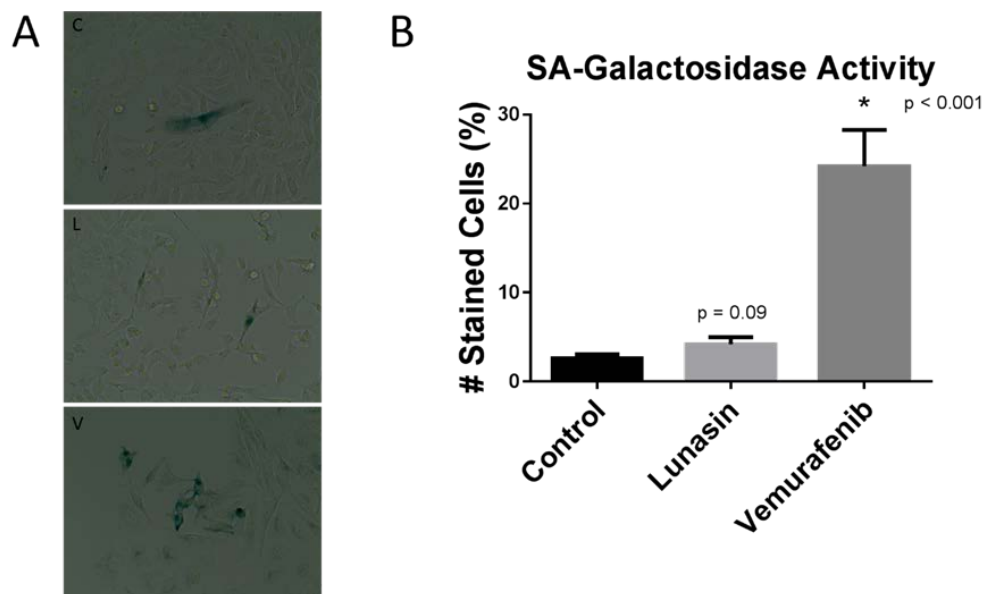 A
C
L
V
B
SA-Galactosidase Activity
# Stained Cells (%)
30
20
10
0
* p < 0.001
p = 0.09
Control
Lunasin
Vemurafenib